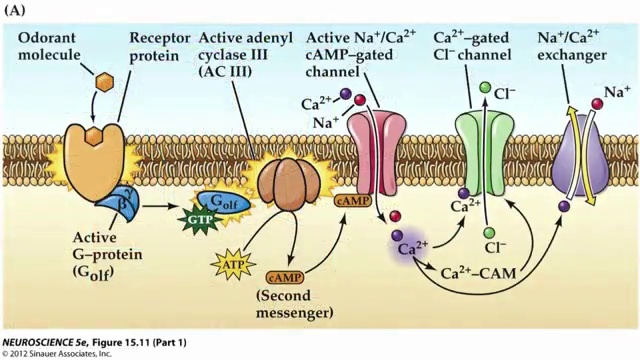 (A)
Odorant
molecule
Receptor
protein
Active adenyl
cyclase III
(AC III)
Active Na⁺/Ca²⁺
cAMP–gated
channel
Ca²⁺–gated
Cl⁻ channel
Na⁺/Ca²⁺
exchanger
Ca²⁺
Na⁺
Cl⁻
Na⁺
β
γ
Golf
GTP
cAMP
Ca²⁺
Active
G–protein
(Golf)
ATP
cAMP
(Second
messenger)
Ca²⁺
Cl⁻
Ca²⁺–CAM
NEUROSCIENCE 5e, Figure 15.11 (Part 1)
© 2012 Sinauer Associates, Inc.